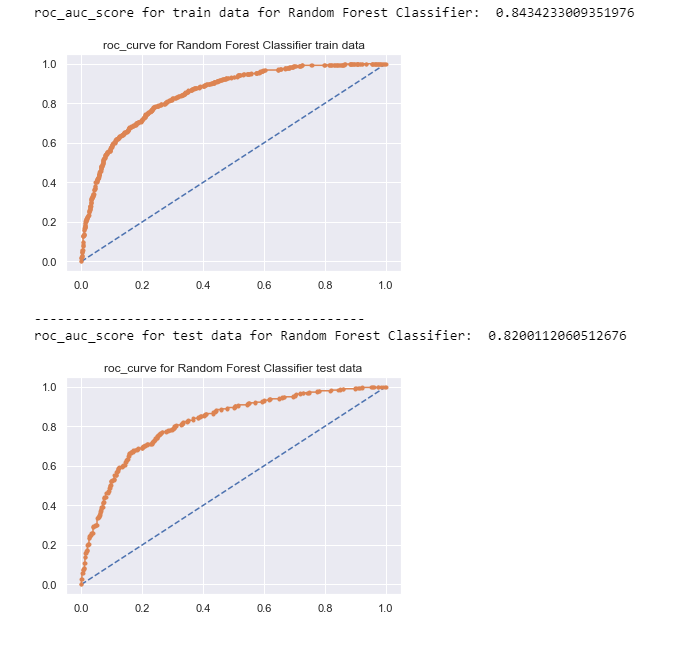 roc_auc_score for train data for Random Forest Classifier:  0.8434233009351976
roc_curve for Random Forest Classifier train data
1.0
0.8
0.6
0.4
0.2
0.0
0.0 0.2 0.4 0.6 0.8 1.0
-------------------------------------------
roc_auc_score for test data for Random Forest Classifier:  0.8200112060512676
roc_curve for Random Forest Classifier test data
1.0
0.8
0.6
0.4
0.2
0.0
0.0 0.2 0.4 0.6 0.8 1.0